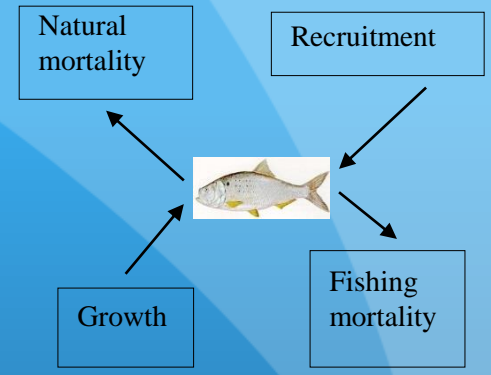 Natural
mortality
Recruitment
Growth
Fishing
mortality